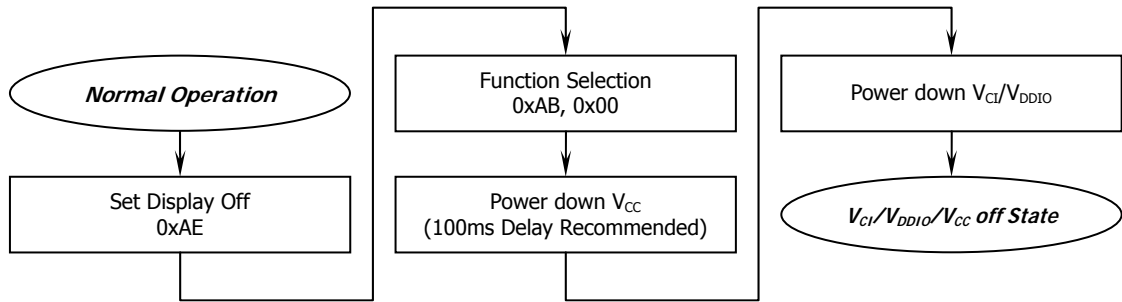 Normal Operation
Set Display Off
0xAE
Function Selection
0xAB, 0x00
Power down VCC
(100ms Delay Recommended)
Power down VCI/VDDIO
VCI/VDDIO/VCC off State